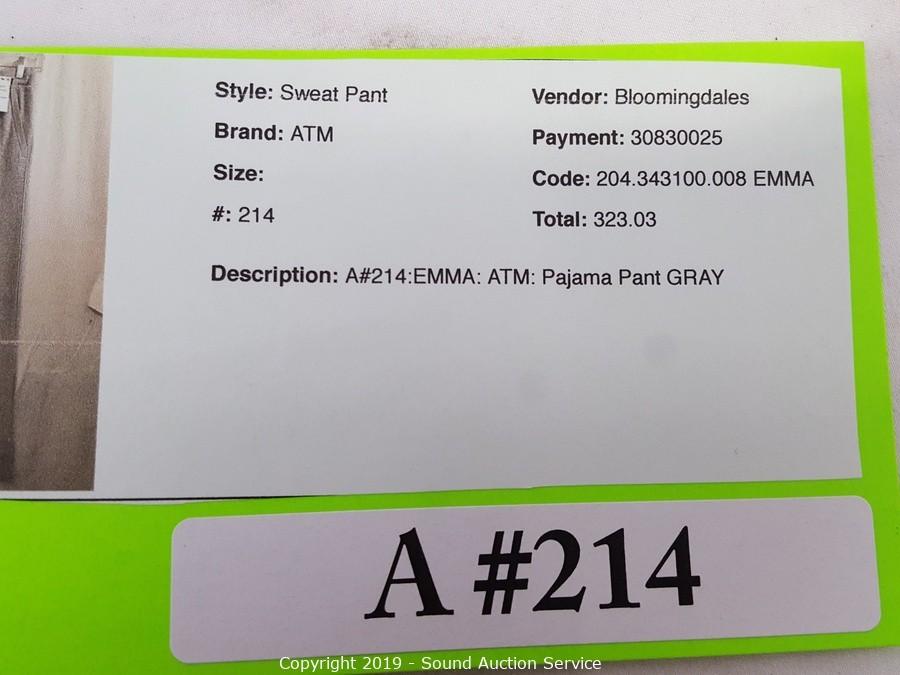 Style: Sweat Pant
Brand: ATM
Size:
#: 214
Vendor: Bloomingdales
Payment: 30830025
Code: 204.343100.008 EMMA
Total: 323.03
Description: A#214:EMMA: ATM: Pajama Pant GRAY
A #214
Copyright 2019 - Sound Auction Service